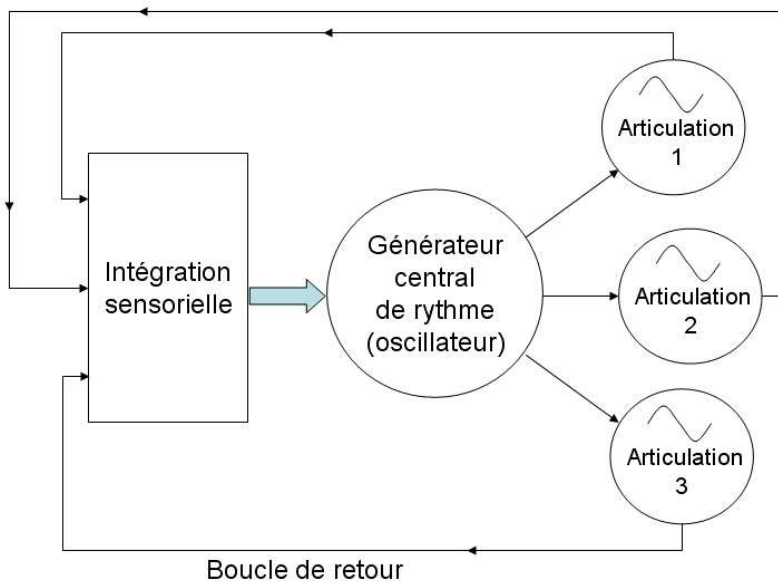 Intégration
sensorielle
Générateur
central
de rythme
(oscillateur)
Articulation
1
Articulation
2
Articulation
3
Boucle de retour